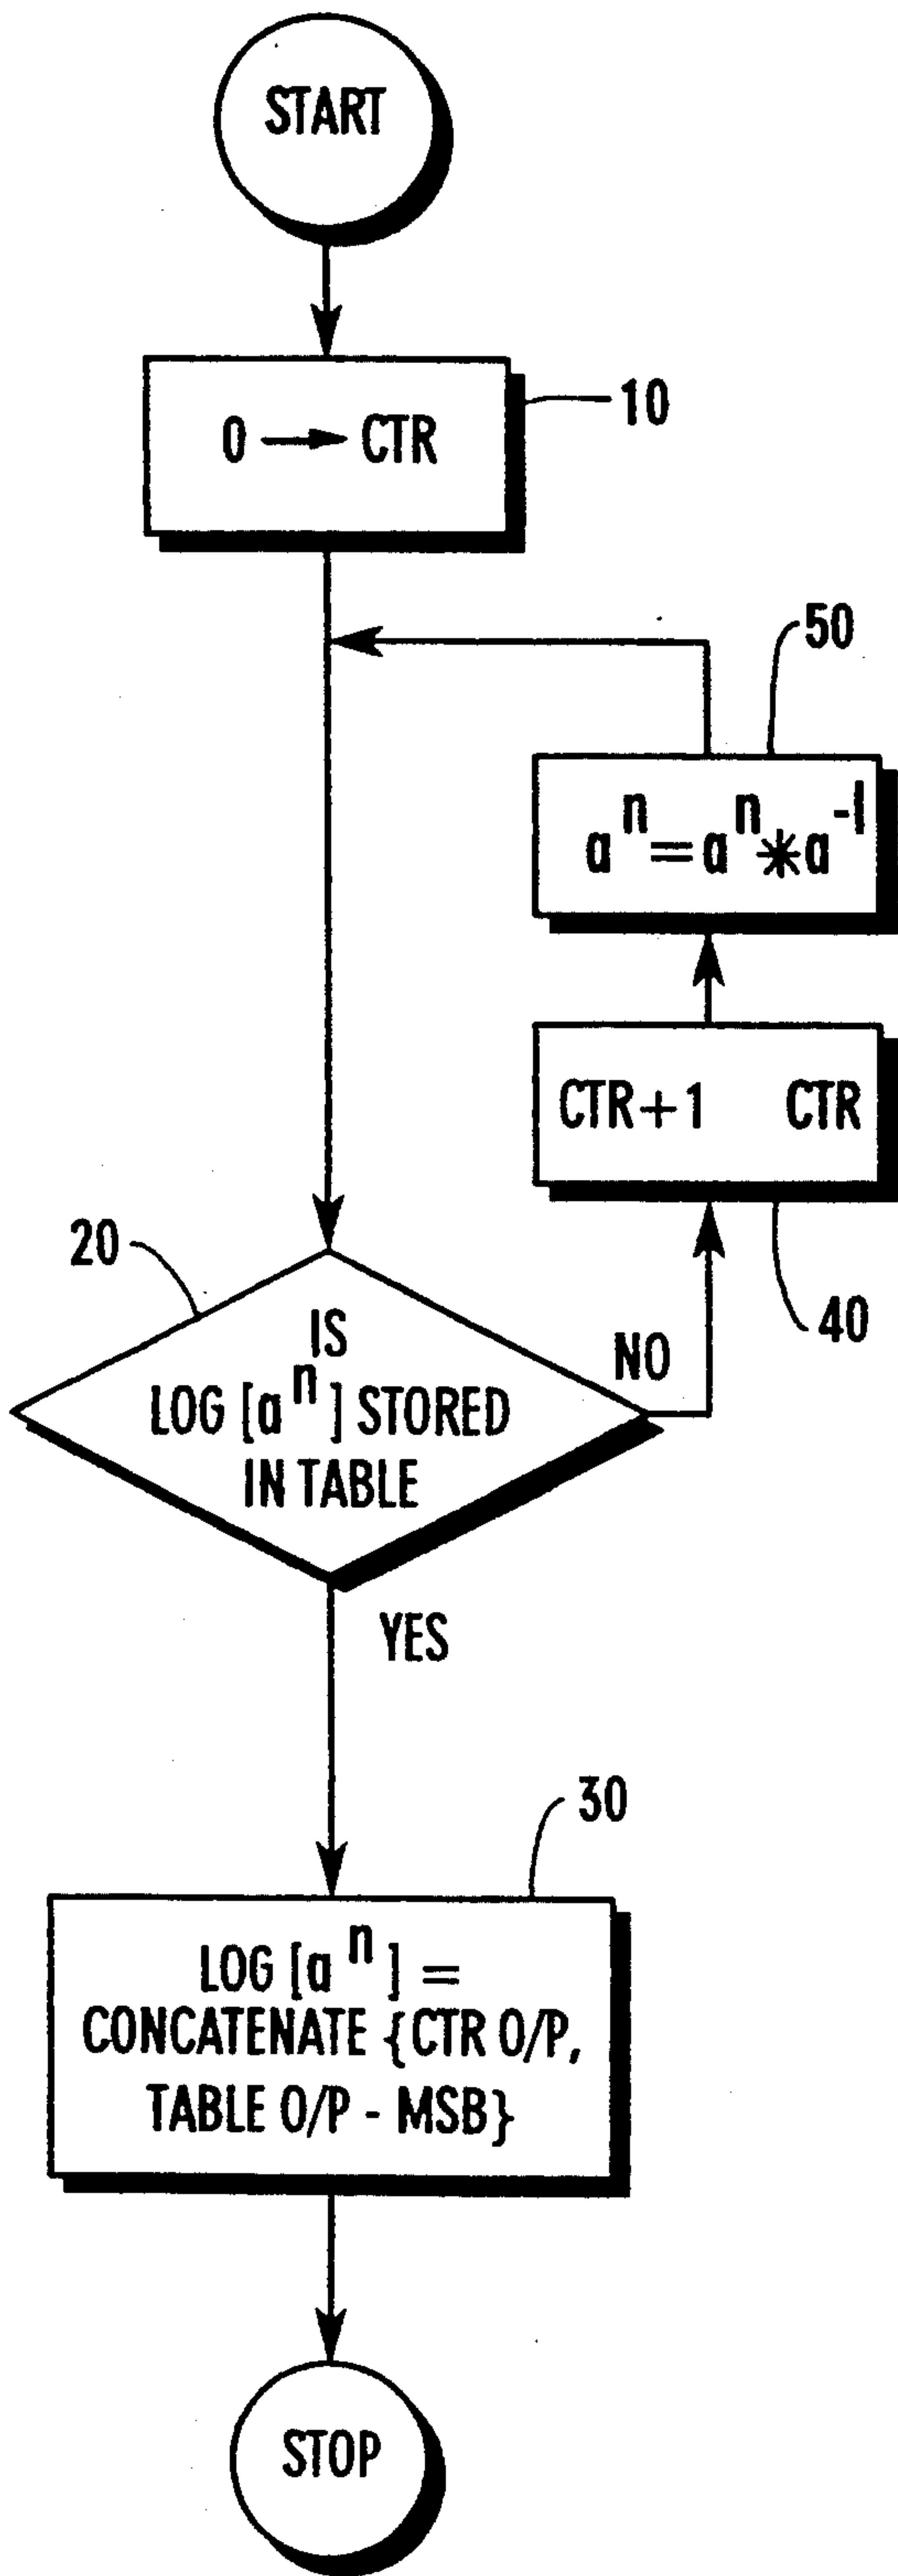 START
0 → CTR
10
50
a^n = a^n * a^-1
CTR+1 CTR
40
20
IS
LOG [a^n] STORED
IN TABLE
NO
YES
30
LOG [a^n] =
CONCATENATE {CTR O/P,
TABLE O/P - MSB}
STOP